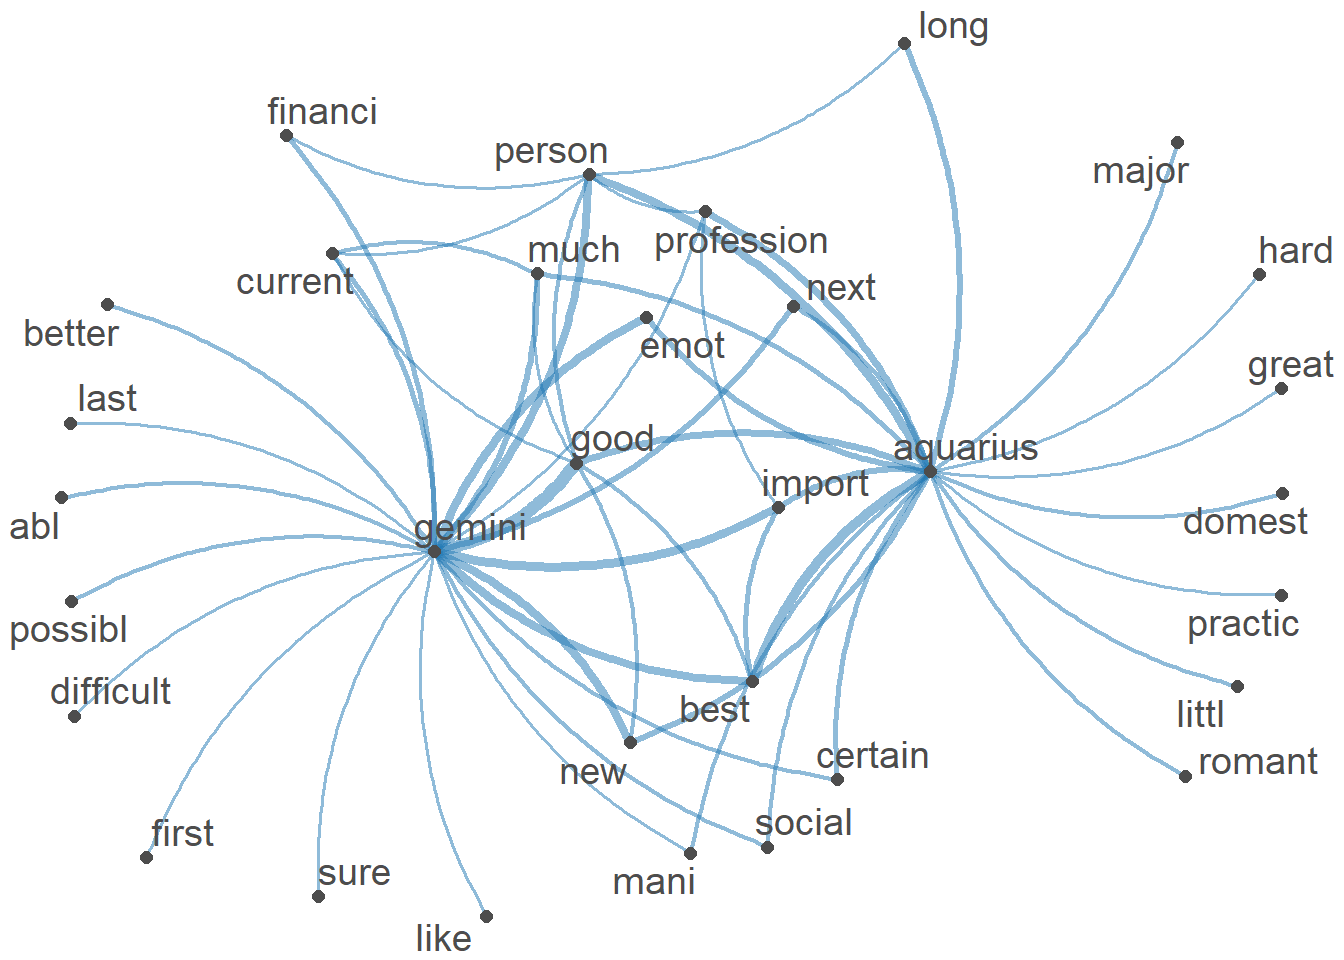 long
financi
person
major
profession
much
hard
current
next
better
emot
great
last
good
aquarius
import
abl
gemini
domest
possibl
practic
difficult
best
littl
new
certain
romant
first
social
sure
mani
like